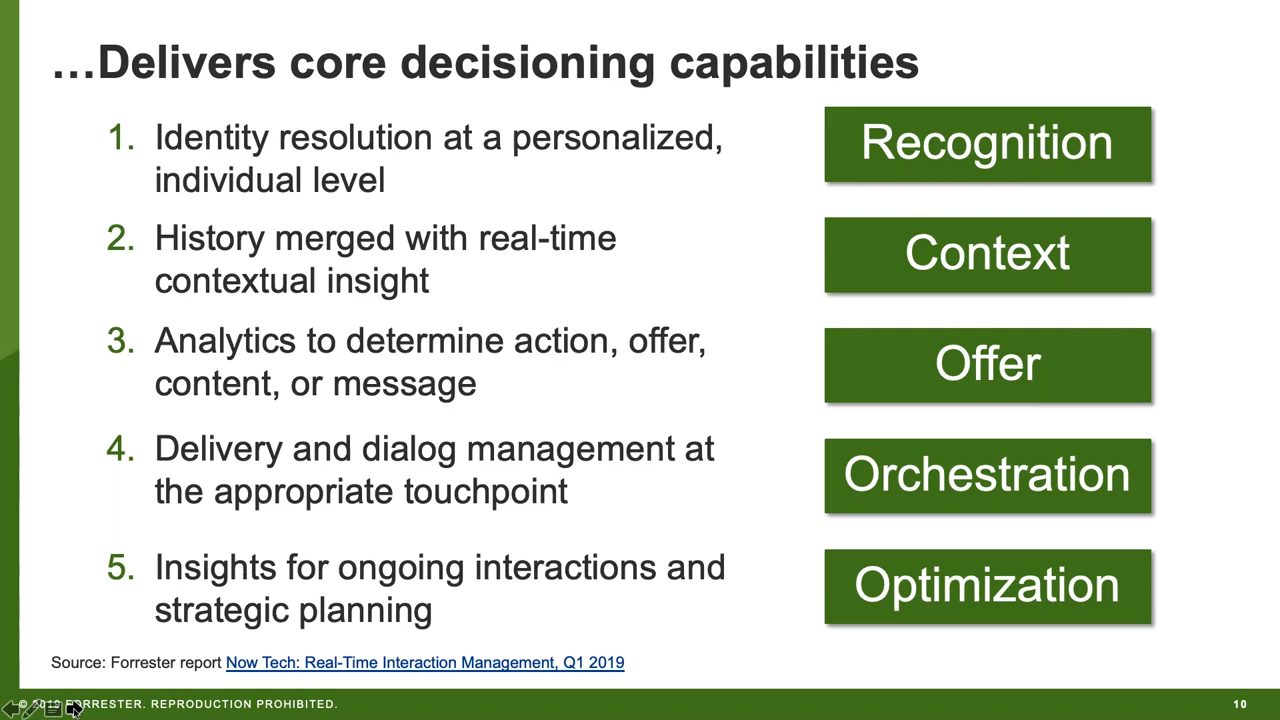 …Delivers core decisioning capabilities
1. Identity resolution at a personalized,
individual level
Recognition
2. History merged with real-time
contextual insight
Context
3. Analytics to determine action, offer,
content, or message
Offer
4. Delivery and dialog management at
the appropriate touchpoint
Orchestration
5. Insights for ongoing interactions and
strategic planning
Optimization
Source: Forrester report Now Tech: Real-Time Interaction Management, Q1 2019
© 2019 FORRESTER. REPRODUCTION PROHIBITED.
10